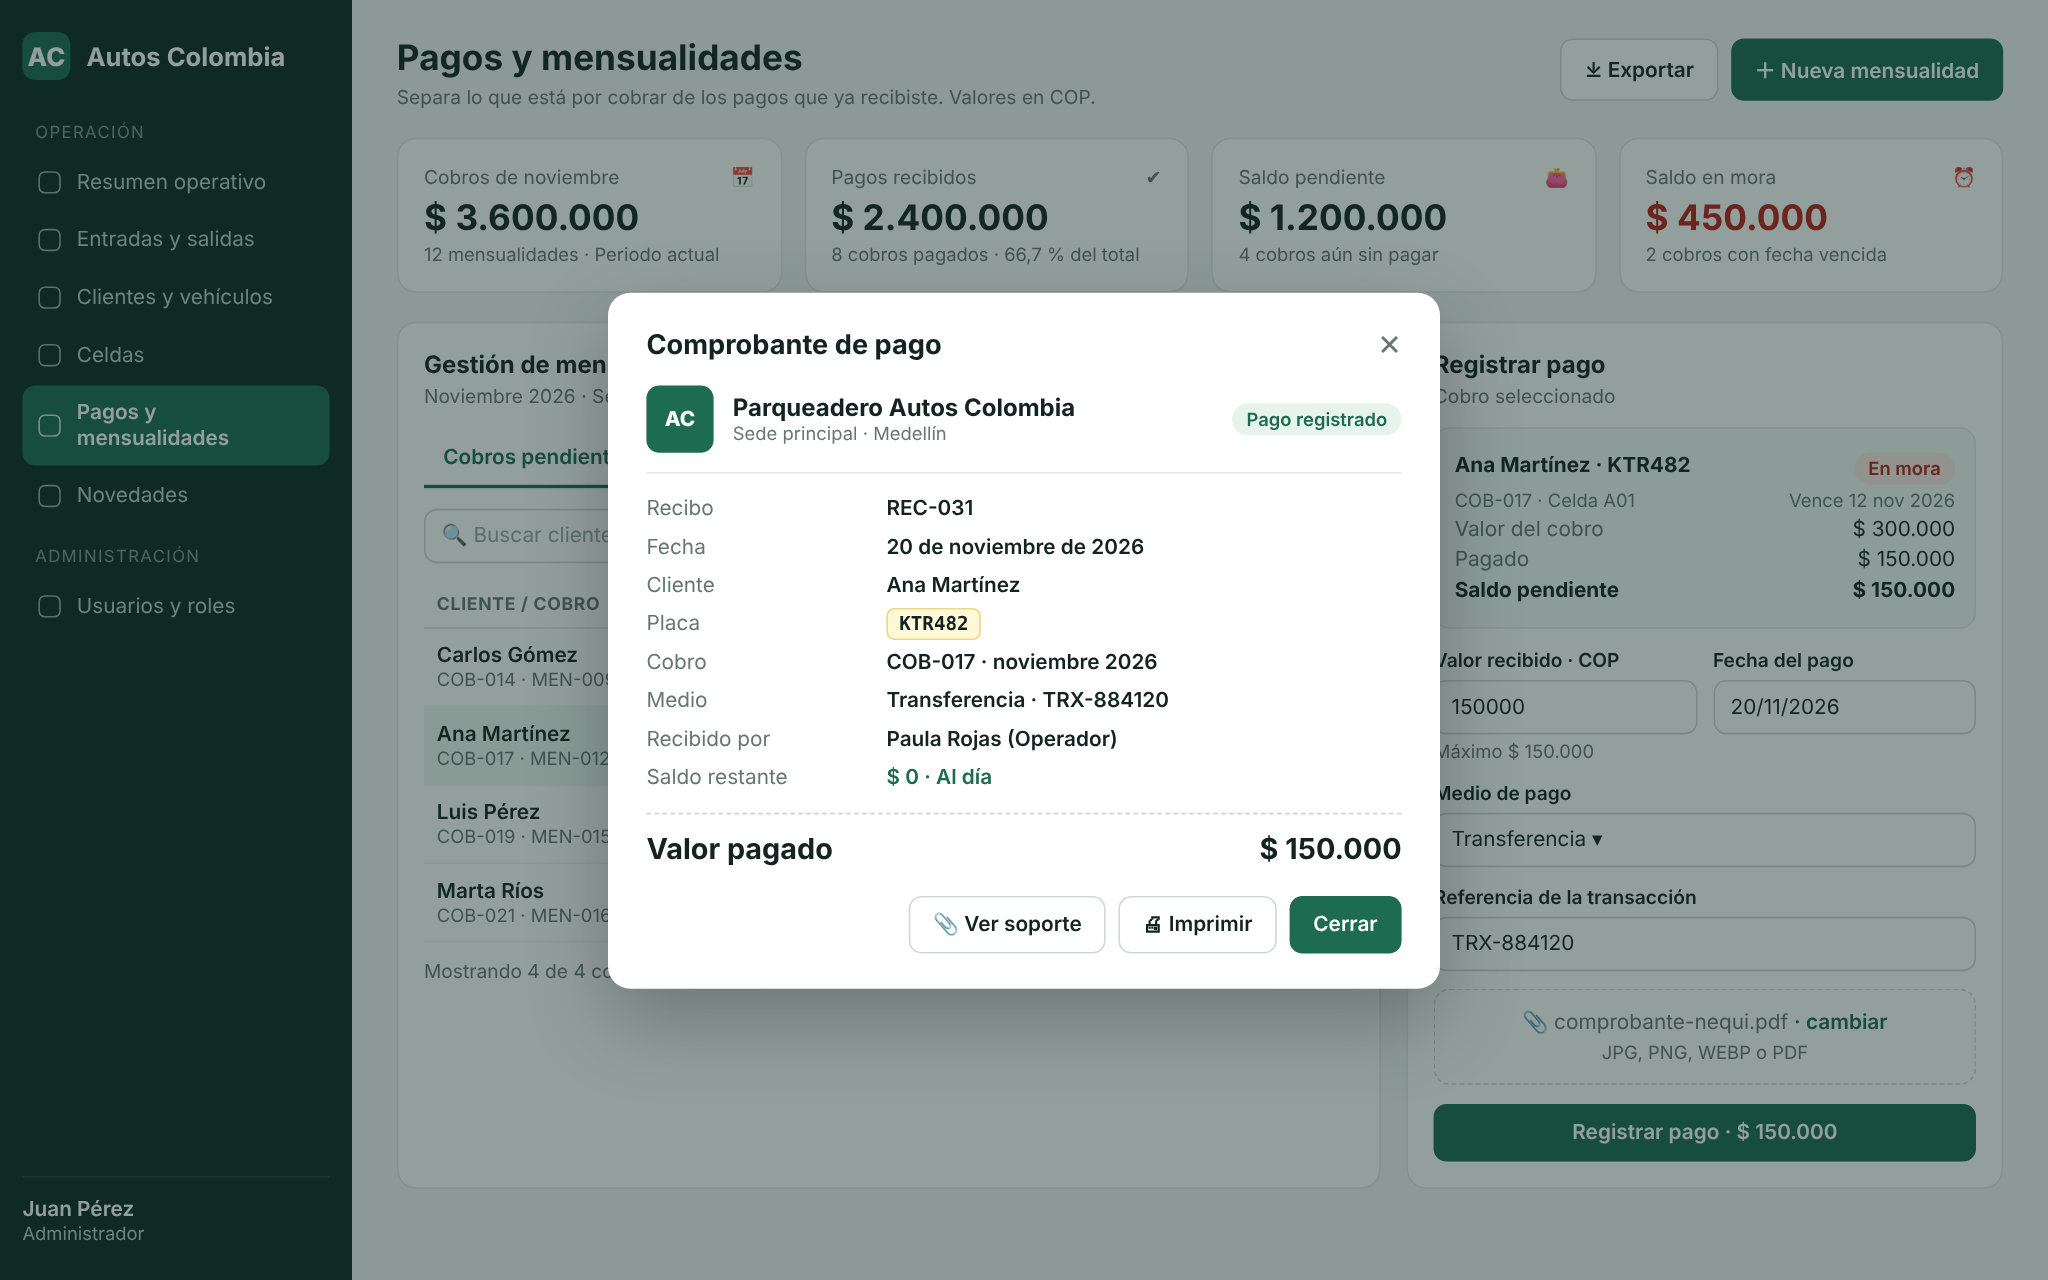 AC Autos Colombia
OPERACIÓN
Resumen operativo
Entradas y salidas
Clientes y vehículos
Celdas
Pagos y
mensualidades
Novedades
ADMINISTRACIÓN
Usuarios y roles
Juan Pérez
Administrador
Pagos y mensualidades
Separa lo que está por cobrar de los pagos que ya recibiste. Valores en COP.
Exportar
+ Nueva mensualidad
Cobros de noviembre
$ 3.600.000
12 mensualidades · Periodo actual
Pagos recibidos
$ 2.400.000
8 cobros pagados · 66,7 % del total
Saldo pendiente
$ 1.200.000
4 cobros aún sin pagar
Saldo en mora
$ 450.000
2 cobros con fecha vencida
Gestión de men
Noviembre 2026 ·
Cobros pendient
Buscar cliente
CLIENTE / COBRO
Carlos Gómez
COB-014 · MEN-009
Ana Martínez
COB-017 · MEN-012
Luis Pérez
COB-019 · MEN-015
Marta Ríos
COB-021 · MEN-016
Mostrando 4 de 4 co
Comprobante de pago
AC
Parqueadero Autos Colombia
Sede principal · Medellín
Pago registrado
Recibo REC-031
Fecha 20 de noviembre de 2026
Cliente Ana Martínez
Placa KTR482
Cobro COB-017 · noviembre 2026
Medio Transferencia · TRX-884120
Recibido por Paula Rojas (Operador)
Saldo restante $ 0 · Al día
Valor pagado $ 150.000
Ver soporte
Imprimir
Cerrar
Registrar pago
Cobro seleccionado
Ana Martínez · KTR482 En mora
COB-017 · Celda A01 Vence 12 nov 2026
Valor del cobro $ 300.000
Pagado $ 150.000
Saldo pendiente $ 150.000
Valor recibido · COP Fecha del pago
150000 20/11/2026
Máximo $ 150.000
Medio de pago
Transferencia ▾
Referencia de la transacción
TRX-884120
comprobante-nequi.pdf · cambiar
JPG, PNG, WEBP o PDF
Registrar pago · $ 150.000